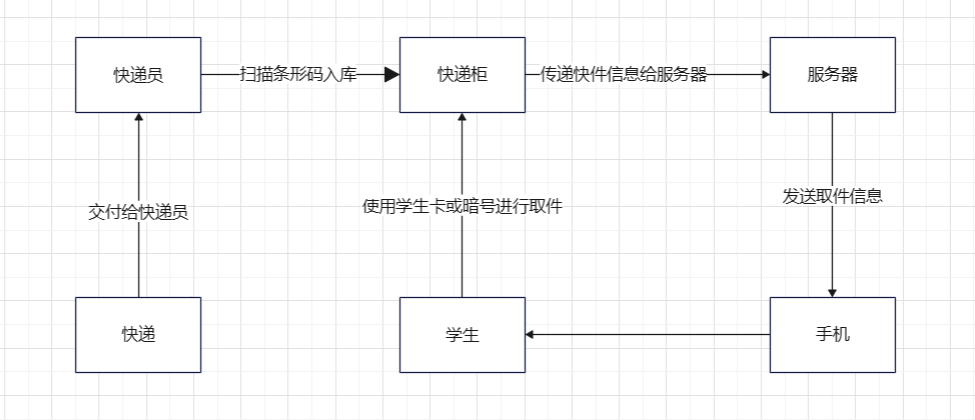 快递员
扫描条形码入库
快递柜
传递快件信息给服务器
服务器
交付给快递员
使用学生卡或暗号进行取件
发送取件信息
快递
学生
手机